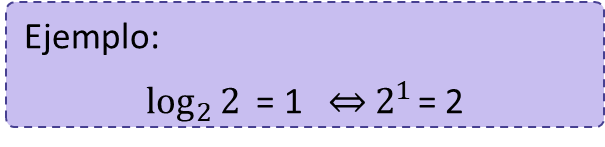 Ejemplo:
log₂ 2 = 1 ⇔ 2¹ = 2